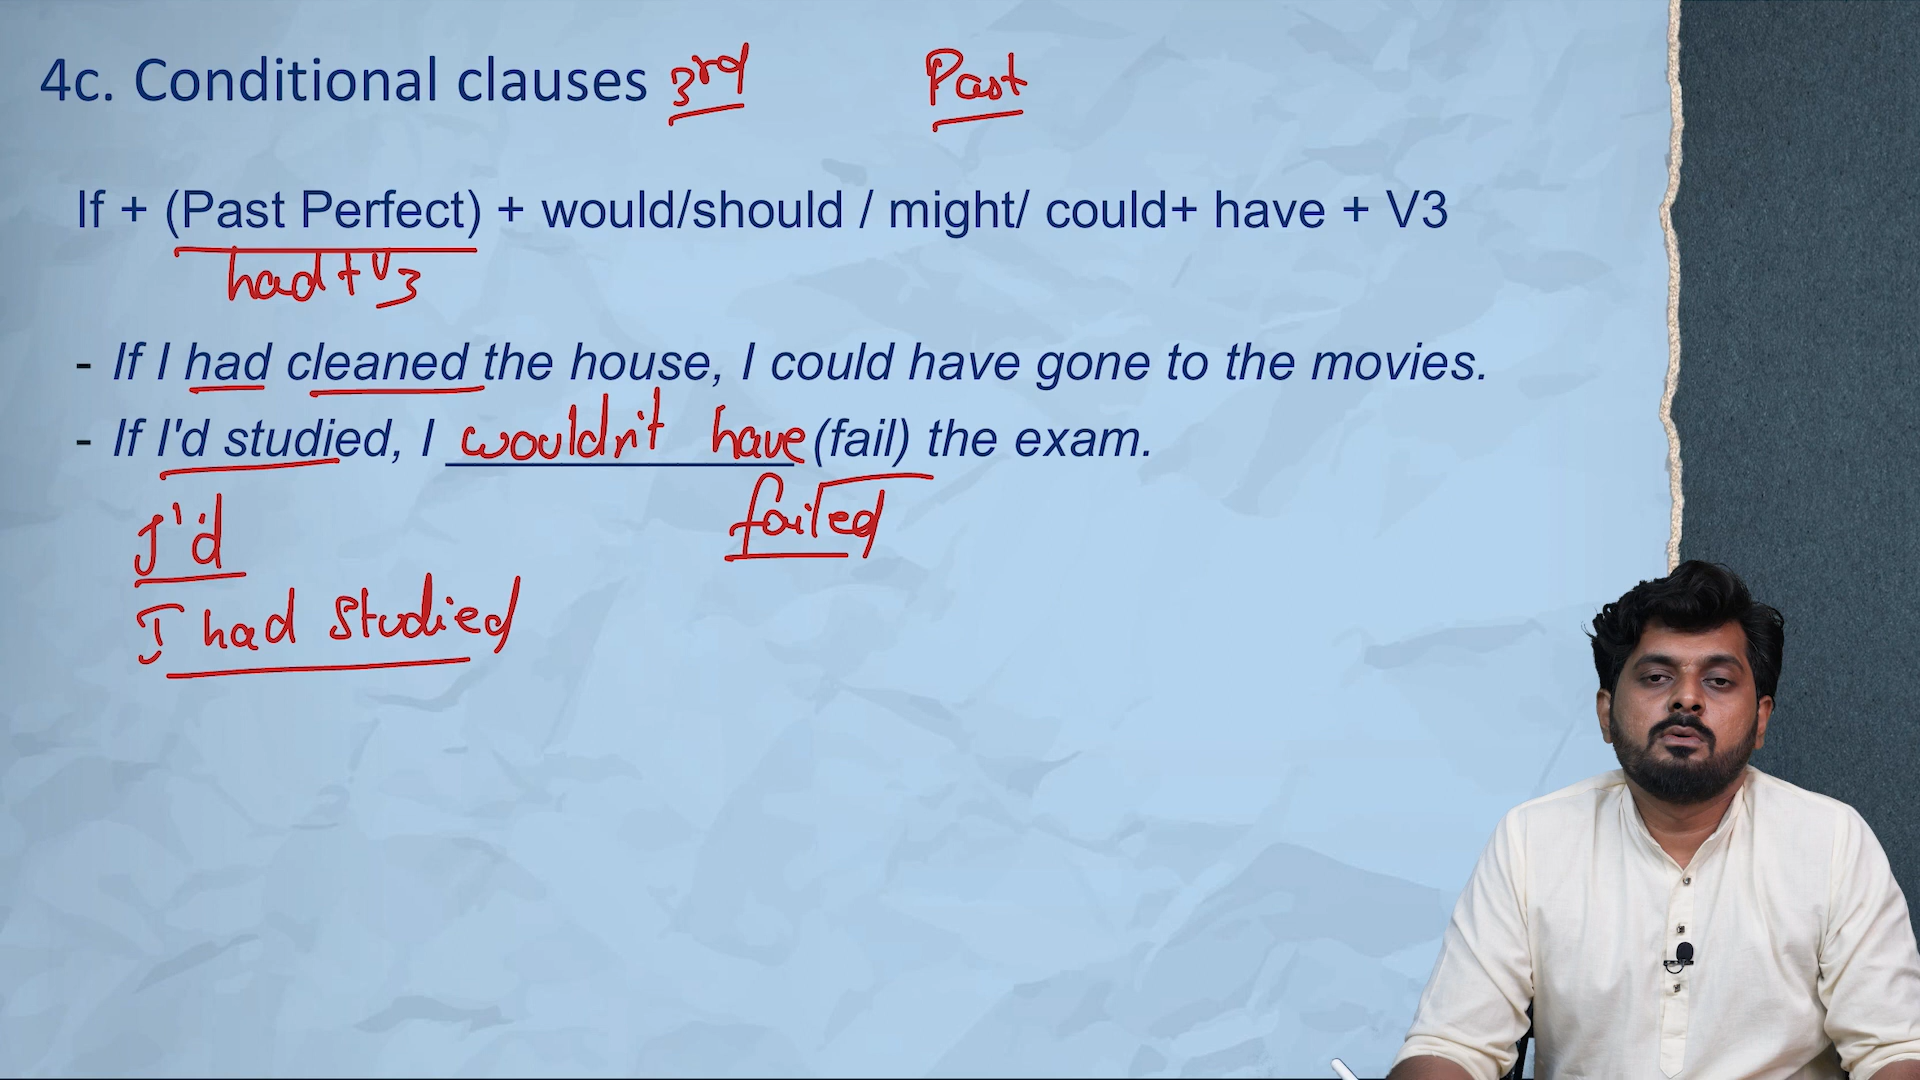 4c. Conditional clauses 3rd Past
If + (Past Perfect) + would/should / might/ could+ have + V3
had + V3
- If I had cleaned the house, I could have gone to the movies.
- If I'd studied, I wouldn't have (fail) the exam.
I'd failed
I had studied